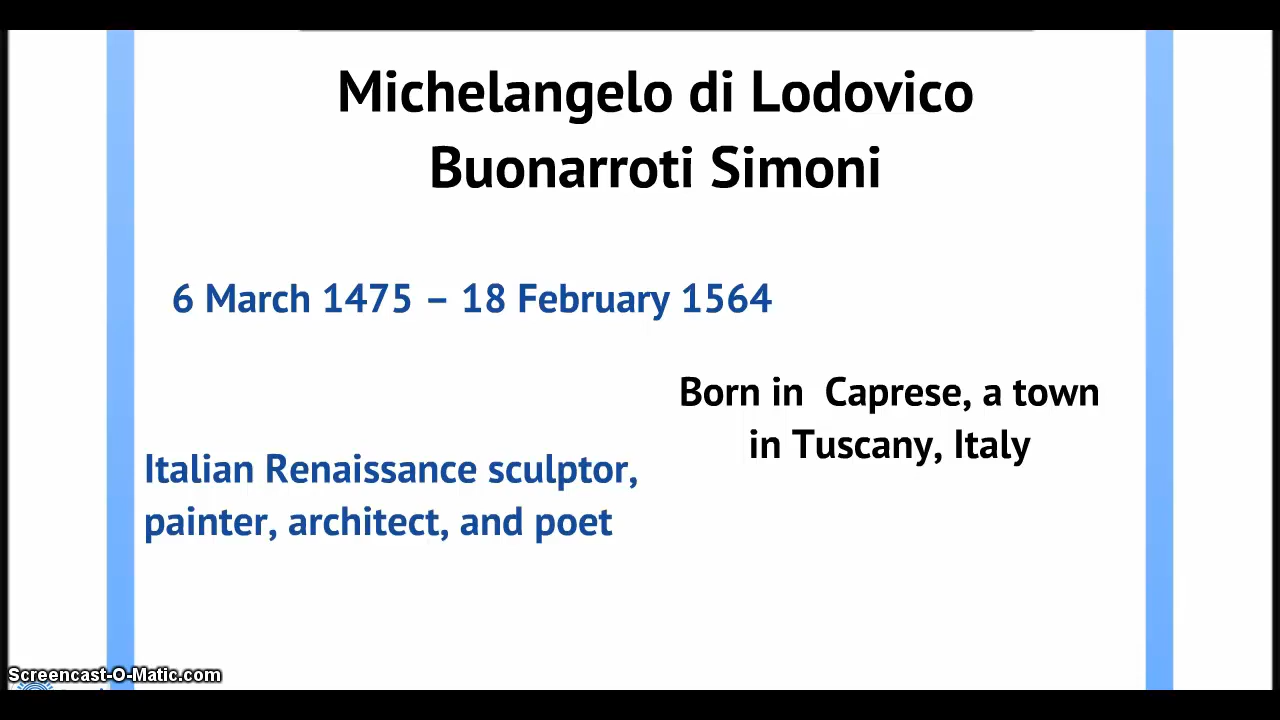 Michelangelo di Lodovico
Buonarroti Simoni
6 March 1475 – 18 February 1564
Born in  Caprese, a town
in Tuscany, Italy
Italian Renaissance sculptor,
painter, architect, and poet
Screencast-O-Matic.com